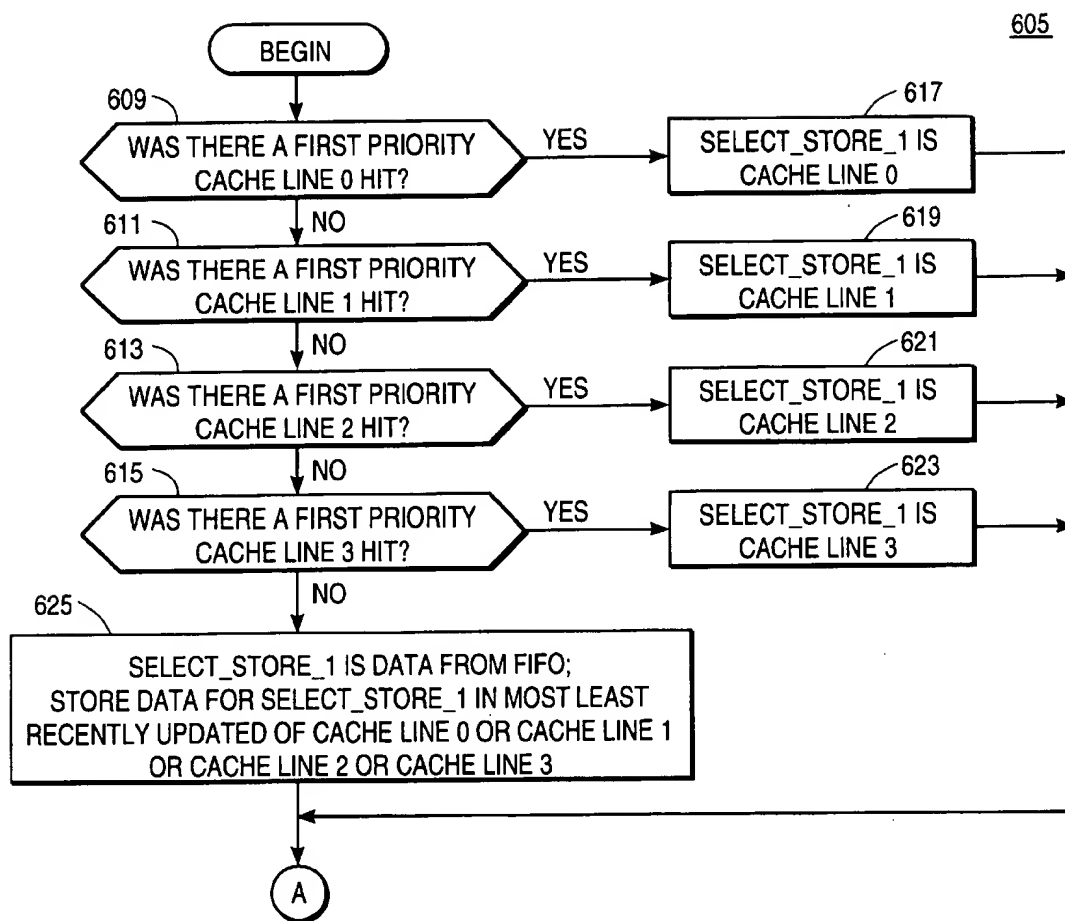 605
BEGIN
609
WAS THERE A FIRST PRIORITY
CACHE LINE 0 HIT?
YES
617
SELECT_STORE_1 IS
CACHE LINE 0
NO
611
WAS THERE A FIRST PRIORITY
CACHE LINE 1 HIT?
YES
619
SELECT_STORE_1 IS
CACHE LINE 1
NO
613
WAS THERE A FIRST PRIORITY
CACHE LINE 2 HIT?
YES
621
SELECT_STORE_1 IS
CACHE LINE 2
NO
615
WAS THERE A FIRST PRIORITY
CACHE LINE 3 HIT?
YES
623
SELECT_STORE_1 IS
CACHE LINE 3
NO
625
SELECT_STORE_1 IS DATA FROM FIFO;
STORE DATA FOR SELECT_STORE_1 IN MOST LEAST
RECENTLY UPDATED OF CACHE LINE 0 OR CACHE LINE 1
OR CACHE LINE 2 OR CACHE LINE 3
A